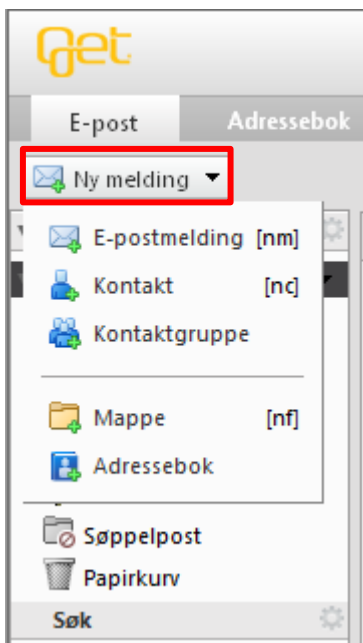 Get
E-post Adressebok
Ny melding
E-postmelding [nm]
Kontakt [nc]
Kontaktgruppe
Mappe [nf]
Adressebok
Søppelpost
Papirkurv
Søk